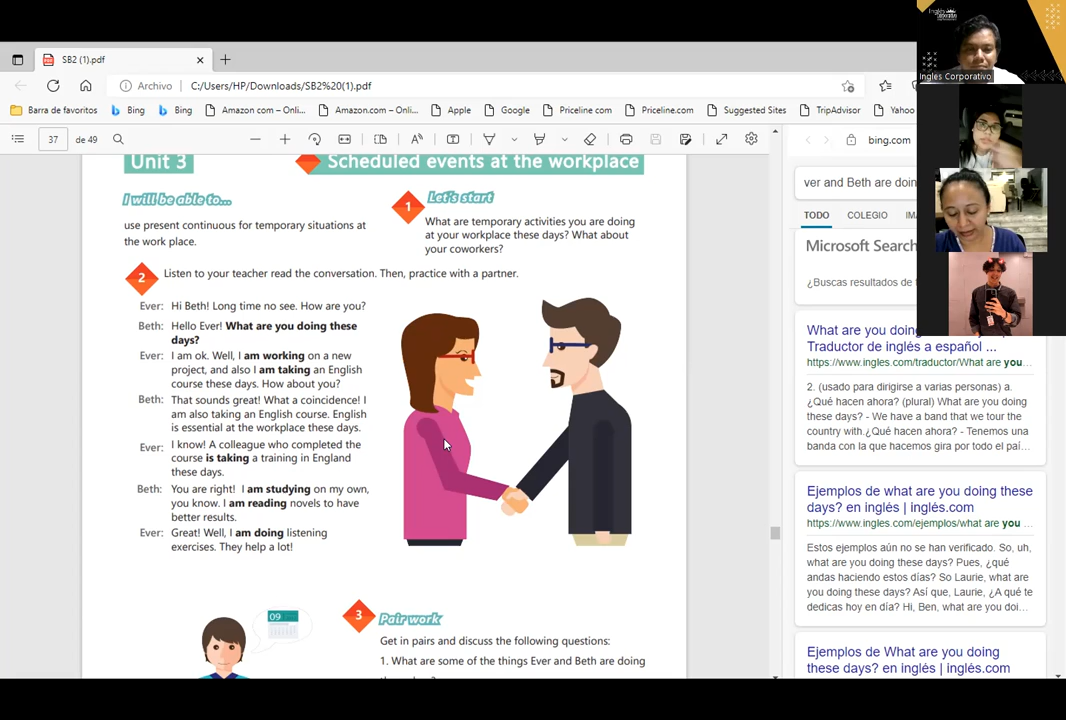 SB2 (1).pdf
Archivo
C:/Users/HP/Downloads/SB2%20(1).pdf
Barra de favoritos
Bing
Bing
Amazon com – Onli...
Amazon.com – Onli...
Apple
Google
Priceline com
Priceline.com
Suggested Sites
TripAdvisor
Yahoo
37
de 49
Unit 3
Scheduled events at the workplace
I will be able to...
use present continuous for temporary situations at
the work place.
1
Let's start
What are temporary activities you are doing
at your workplace these days? What about
your coworkers?
2
Listen to your teacher read the conversation. Then, practice with a partner.
Ever: Hi Beth! Long time no see. How are you?
Beth: Hello Ever! What are you doing these
days?
Ever: I am ok. Well, I am working on a new
project, and also I am taking an English
course these days. How about you?
Beth: That sounds great! What a coincidence! I
am also taking an English course. English
is essential at the workplace these days.
Ever: I know! A colleague who completed the
course is taking a training in England
these days.
Beth: You are right! I am studying on my own,
you know. I am reading novels to have
better results.
Ever: Great! Well, I am doing listening
exercises. They help a lot!
09
3
Pair work
Get in pairs and discuss the following questions:
1. What are some of the things Ever and Beth are doing
bing.com
ver and Beth are doin
TODO
COLEGIO
Microsoft Search
¿Buscas resultados de
What are you doing
Traductor de inglés a español ...
https://www.ingles.com/traductor/What are you...
2. (usado para dirigirse a varias personas) a.
¿Qué hacen ahora? (plural) What are you doing
these days? - We have a band that we tour the
country with.¿Qué hacen ahora? - Tenemos una
banda con la que hacemos gira por todo el paí...
Ejemplos de what are you doing these
days? en inglés | inglés.com
https://www.ingles.com/ejemplos/what are you ...
Estos ejemplos aún no se han verificado. So, uh,
what are you doing these days? Pues, ¿qué
andas haciendo estos días? So Laurie, what are
you doing these days? Así que, Laurie, ¿A qué te
dedicas hoy en día? Hi, Ben, what are you doi...
Ejemplos de What are you doing
these days? en inglés | inglés.com
Inglés
Ingles Corporativo